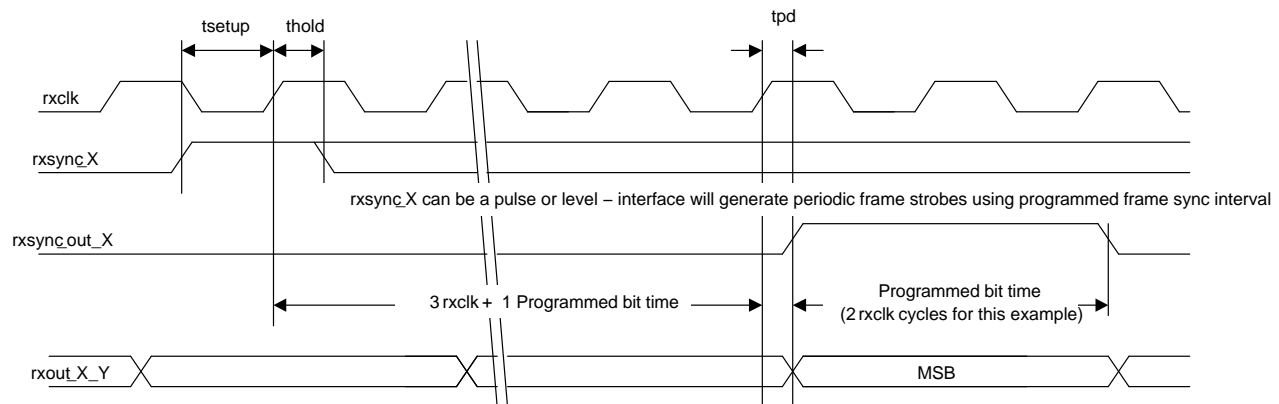 tsetup
thold
tpd
rxclk
rxsync_X
rxsync_X can be a pulse or level – interface will generate periodic frame strobes using programmed frame sync interval
rxsync_out_X
3 rxclk + 1 Programmed bit time
Programmed bit time
(2 rxclk cycles for this example)
rxout_X_Y
MSB